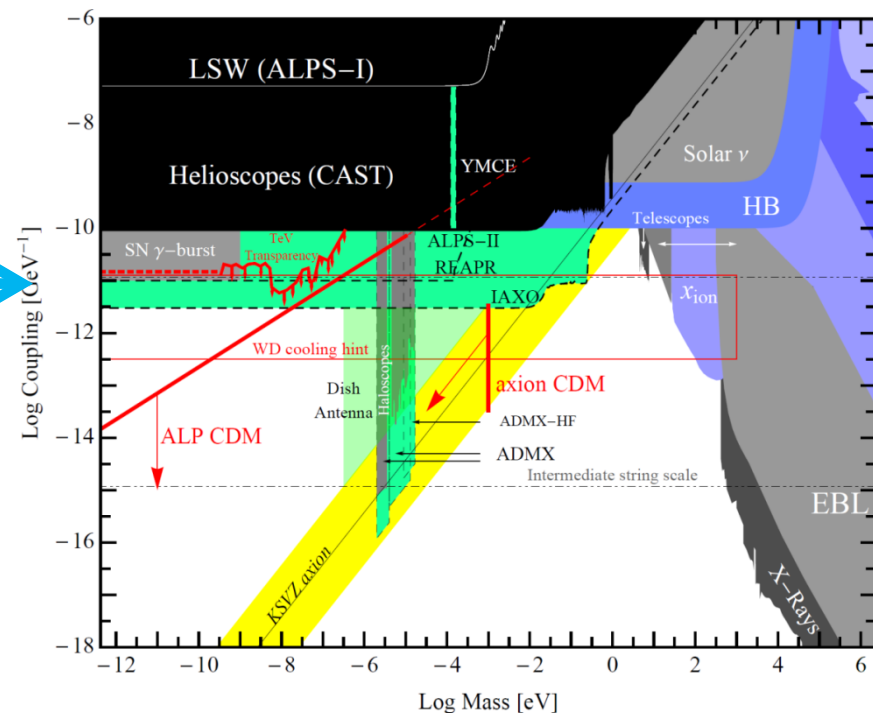 -6
LSW (ALPS-I)
-8
YMCE
Solar ν
Helioscopes (CAST)
HB
-10
Telescopes
SN γ-burst
TeV
Transparency
ALPS-II
REAPR
xion
IAXO
-12
WD cooling hint
Haloscopes
Dish
Antenna
axion CDM
ADMX-HF
-14
ALP CDM
ADMX
Intermediate string scale
EBL
-16
KSVZ axion
X-Rays
-18
-12 -10 -8 -6 -4 -2 0 2 4 6
Log Mass [eV]
Log Coupling [GeV⁻¹]